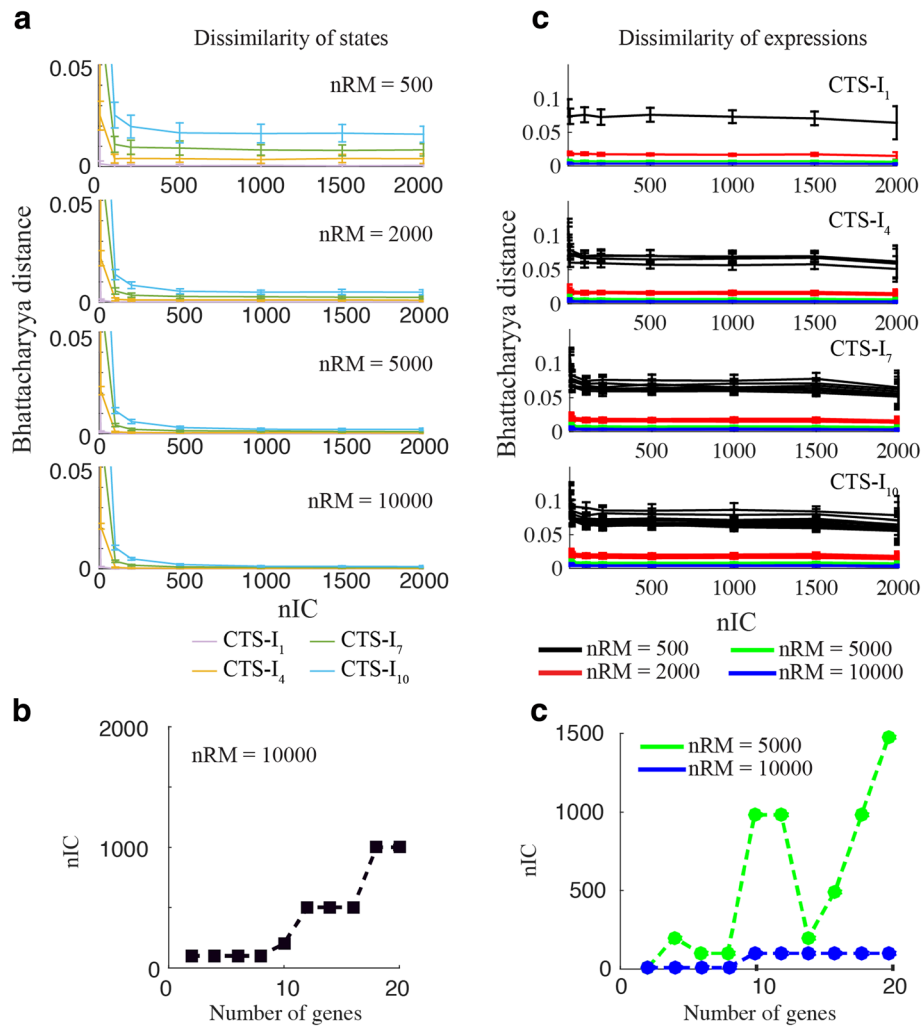 a
Dissimilarity of states
Bhattacharyya distance
0.05
nRM = 500
0
0 500 1000 1500 2000
0.05
nRM = 2000
0
0 500 1000 1500 2000
0.05
nRM = 5000
0
0 500 1000 1500 2000
0.05
nRM = 10000
0
0 500 1000 1500 2000
nIC
CTS-I1 CTS-I7
CTS-I4 CTS-I10
c
Dissimilarity of expressions
Bhattacharyya distance
CTS-I1
0.1
0.05
0
500 1000 1500 2000
CTS-I4
0.1
0.05
0
500 1000 1500 2000
CTS-I7
0.1
0.05
0
500 1000 1500 2000
CTS-I10
0.1
0.05
0
500 1000 1500 2000
nIC
nRM = 500 nRM = 5000
nRM = 2000 nRM = 10000
b
2000
nRM = 10000
nIC
1000
0
0 10 20
Number of genes
c
1500
nRM = 5000
nRM = 10000
1000
nIC
500
0
0 10 20
Number of genes